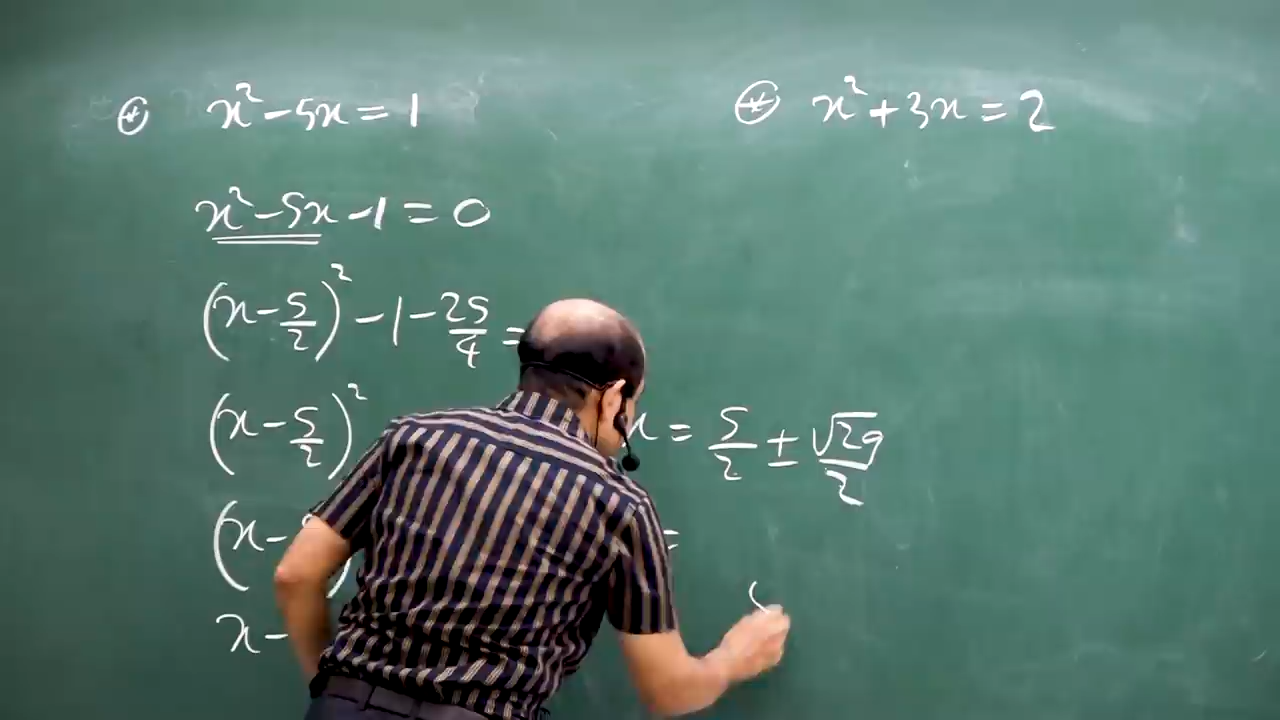 ⊛ x² - 5x = 1
x² - 5x - 1 = 0
(x - 5/2)² - 1 - 25/4 =
(x - 5/2)²
(x -
x -
x = 5/2 ± √29/2
=
⊛ x² + 3x = 2